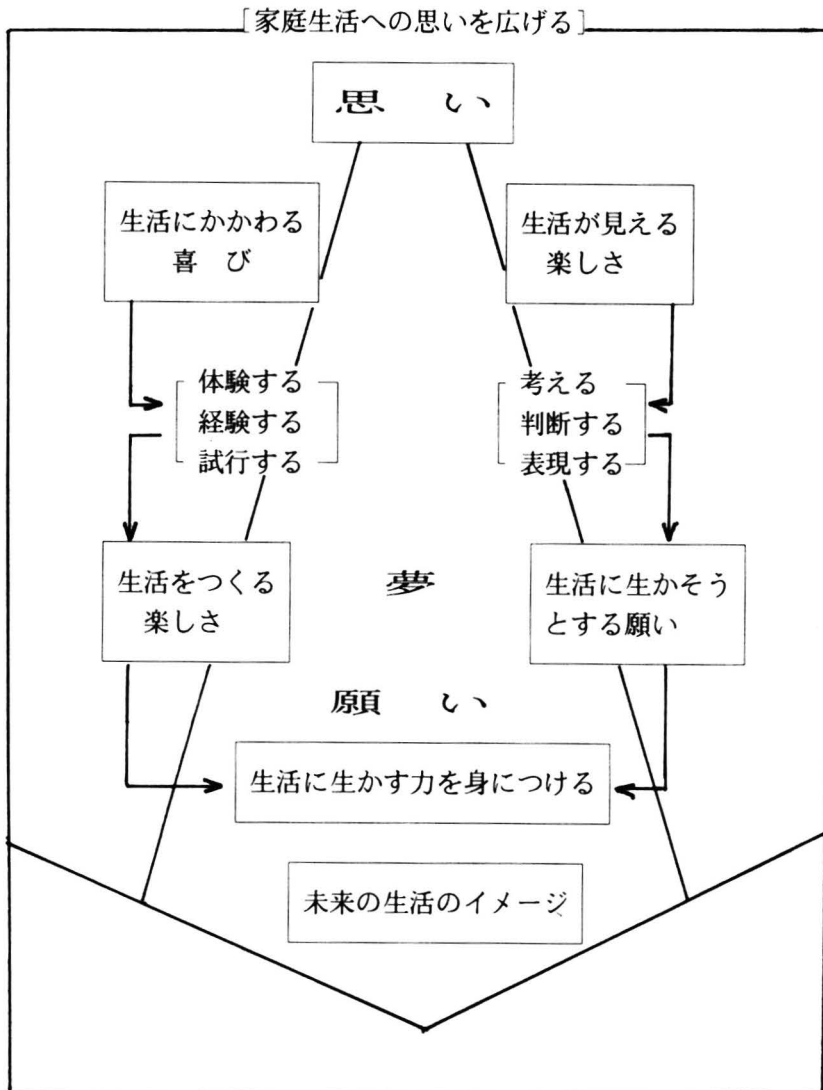 [家庭生活への思いを広げる]
思い
生活にかかわる
喜び
生活が見える
楽しさ
体験する
経験する
試行する
考える
判断する
表現する
生活をつくる
楽しさ
夢
生活に生かそう
とする願い
願い
生活に生かす力を身につける
未来の生活のイメージ